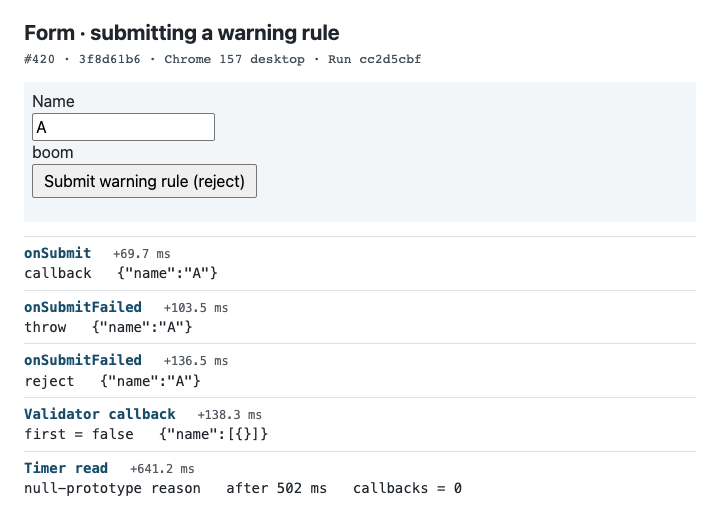 Form · submitting a warning rule
#420 · 3f8d61b6 · Chrome 157 desktop · Run cc2d5cbf
Name
A
boom
Submit warning rule (reject)
onSubmit +69.7 ms
callback {"name":"A"}
onSubmitFailed +103.5 ms
throw {"name":"A"}
onSubmitFailed +136.5 ms
reject {"name":"A"}
Validator callback +138.3 ms
first = false {"name":[{}]}
Timer read +641.2 ms
null-prototype reason after 502 ms callbacks = 0